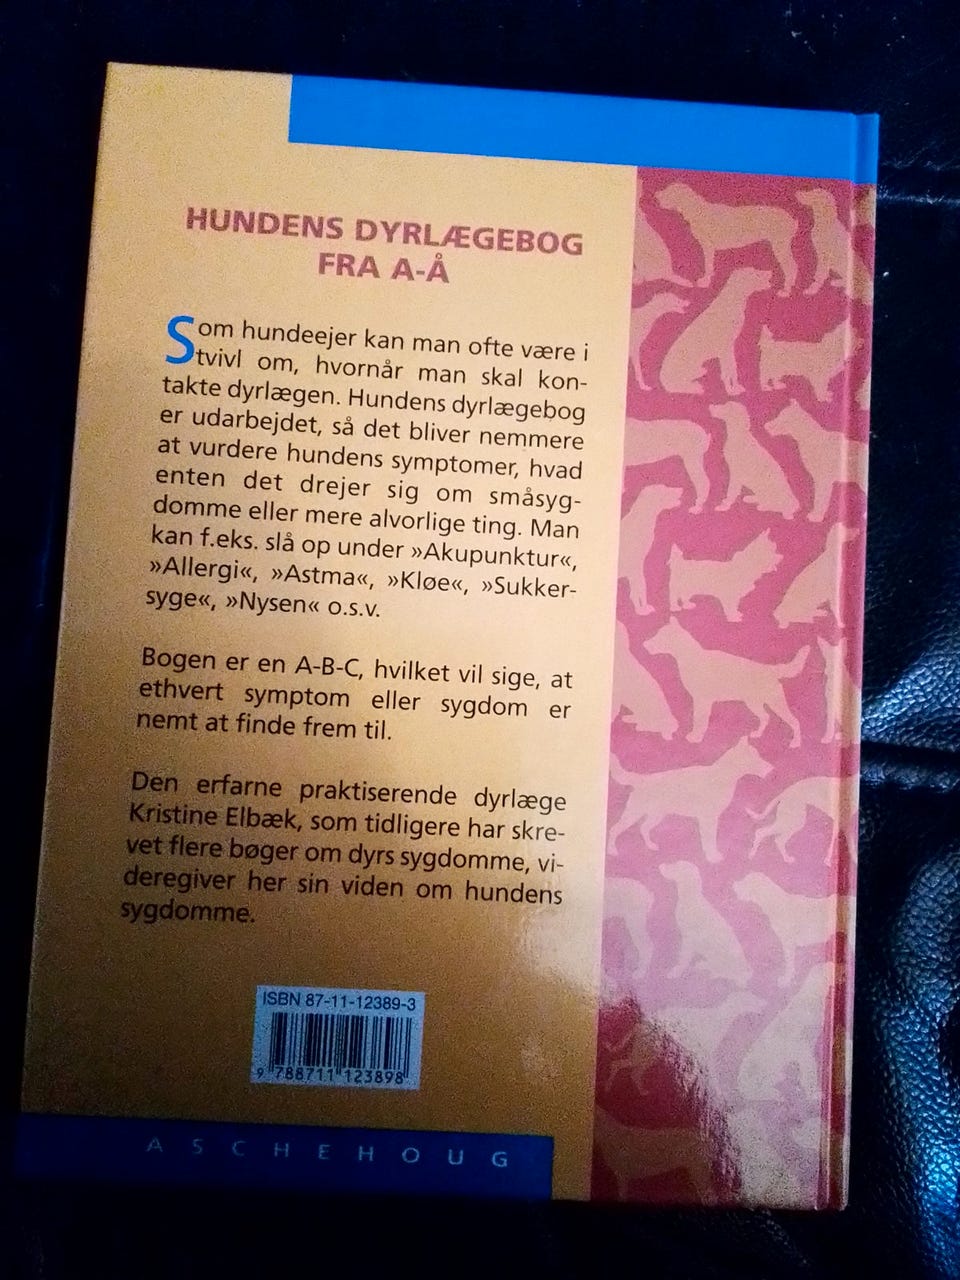 HUNDENS DYRLÆGEBOG
FRA A-Å
Som hundeejer kan man ofte være i
tvivl om, hvornår man skal kon-
takte dyrlægen. Hundens dyrlægebog
er udarbejdet, så det bliver nemmere
at vurdere hundens symptomer, hvad
enten det drejer sig om småsyg-
domme eller mere alvorlige ting. Man
kan f.eks. slå op under »Akupunktur«,
»Allergi«, »Astma«, »Kløe«, »Sukker-
syge«, »Nysen« o.s.v.
Bogen er en A-B-C, hvilket vil sige, at
ethvert symptom eller sygdom er
nemt at finde frem til.
Den erfarne praktiserende dyrlæge
Kristine Elbæk, som tidligere har skre-
vet flere bøger om dyrs sygdomme, vi-
deregiver her sin viden om hundens
sygdomme.
ISBN 87-11-12389-3
9 788711 123898
ASCHEHOUG